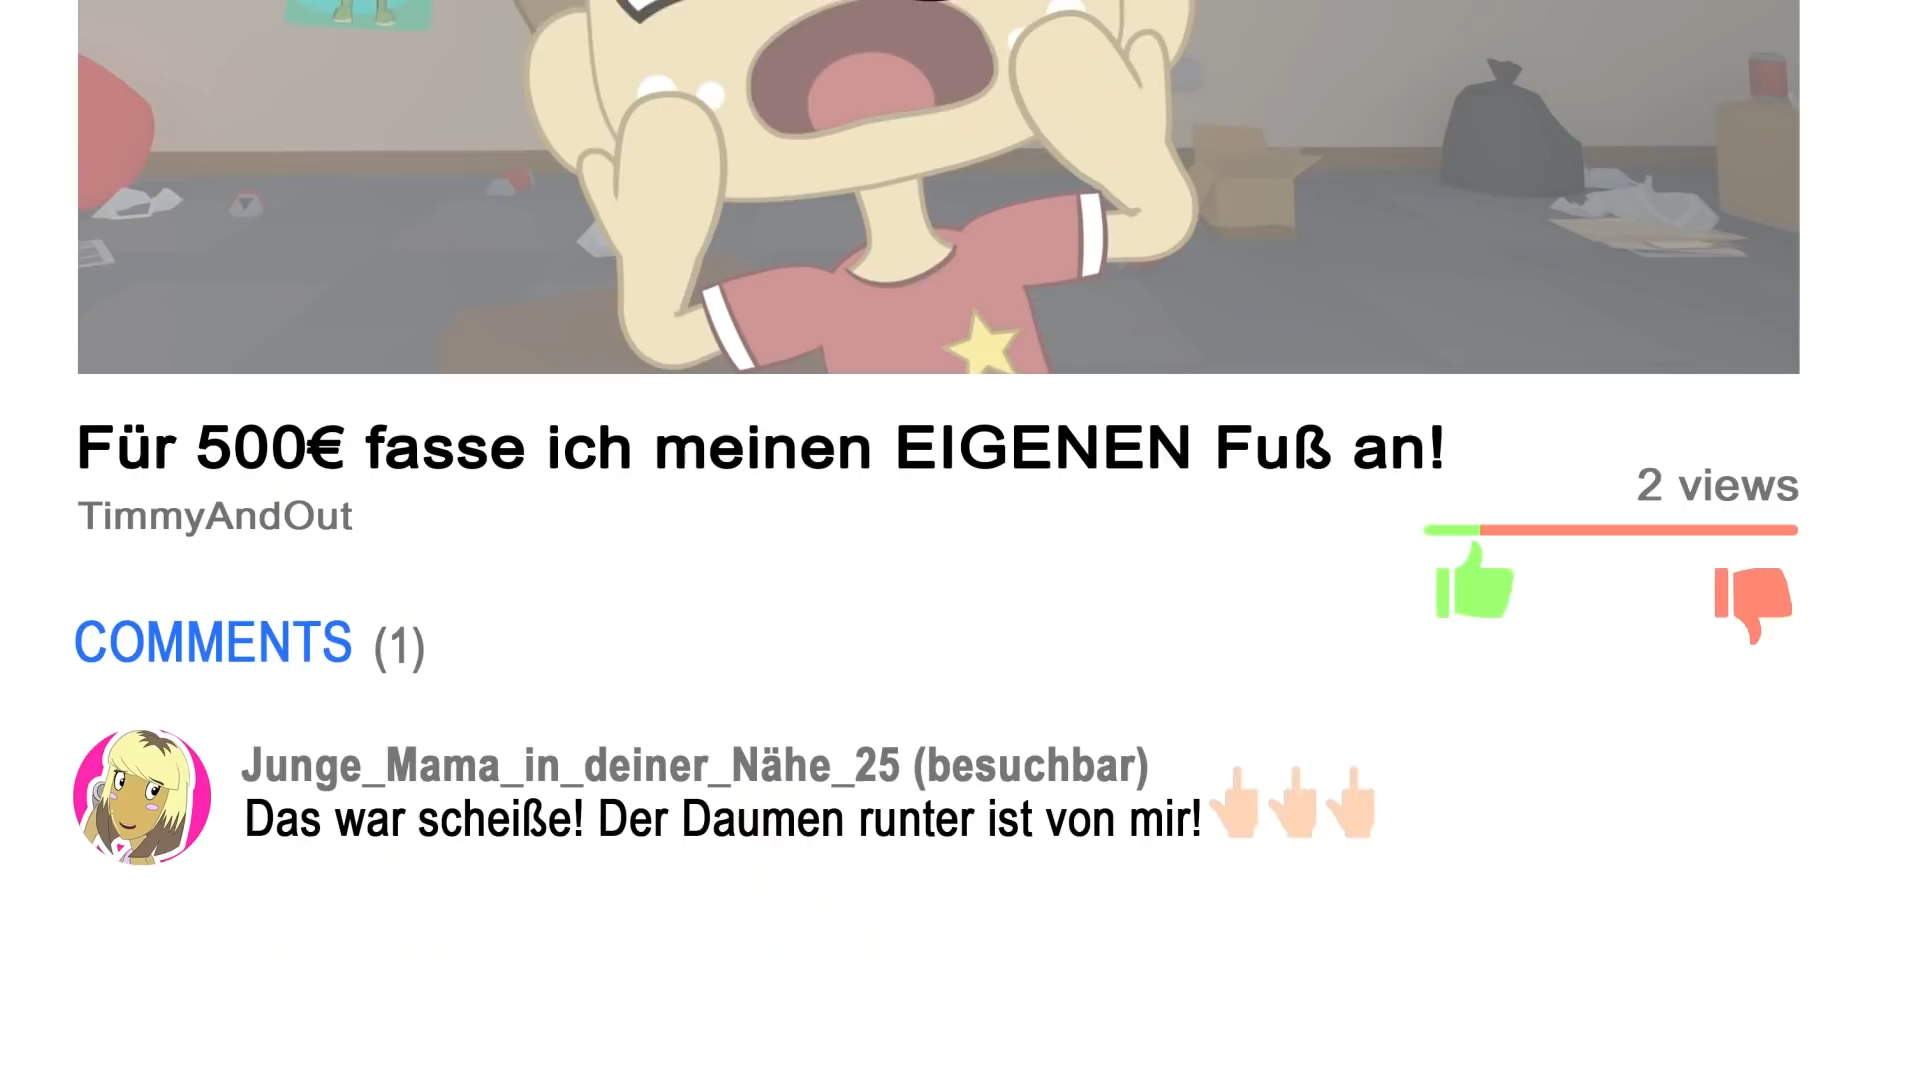 Für 500€ fasse ich meinen EIGENEN Fuß an!
2 views
TimmyAndOut
COMMENTS (1)
Junge_Mama_in_deiner_Nähe_25 (besuchbar)
Das war scheiße! Der Daumen runter ist von mir!🖕🏻🖕🏻🖕🏻